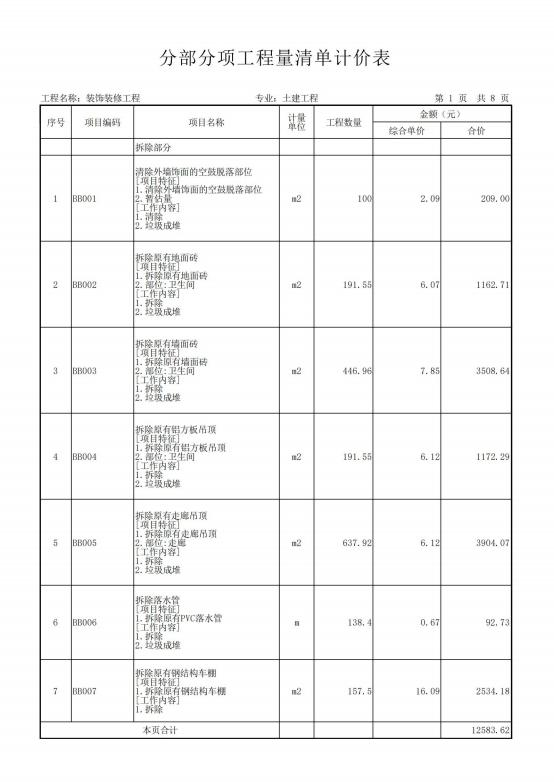 分部分项工程量清单计价表
工程名称：装饰装修工程 专业：土建工程 第 1 页 共 8 页
序号 项目编码 项目名称 计量单位 工程数量 金额（元）
综合单价 合价
拆除部分
清除外墙饰面的空鼓脱落部位
[项目特征]
1.清除外墙饰面的空鼓脱落部位
1 BB001 2.暂估量 m2 100 2.09 209.00
[工作内容]
1.清除
2.垃圾成堆
拆除原有地面砖
[项目特征]
1.拆除原有地面砖
2 BB002 2.部位:卫生间 m2 191.55 6.07 1162.71
[工作内容]
1.拆除
2.垃圾成堆
拆除原有墙面砖
[项目特征]
1.拆除原有墙面砖
3 BB003 2.部位:卫生间 m2 446.96 7.85 3508.64
[工作内容]
1.拆除
2.垃圾成堆
拆除原有铝方板吊顶
[项目特征]
1.拆除原有铝方板吊顶
4 BB004 2.部位:卫生间 m2 191.55 6.12 1172.29
[工作内容]
1.拆除
2.垃圾成堆
拆除原有走廊吊顶
[项目特征]
1.拆除原有走廊吊顶
5 BB005 2.部位:走廊 m2 637.92 6.12 3904.07
[工作内容]
1.拆除
2.垃圾成堆
拆除落水管
[项目特征]
1.拆除原有PVC落水管
6 BB006 [工作内容] m 138.4 0.67 92.73
1.拆除
2.垃圾成堆
拆除原有钢结构车棚
[项目特征]
7 BB007 1.拆除原有钢结构车棚 m2 157.5 16.09 2534.18
[工作内容]
1.拆除
本页合计 12583.62